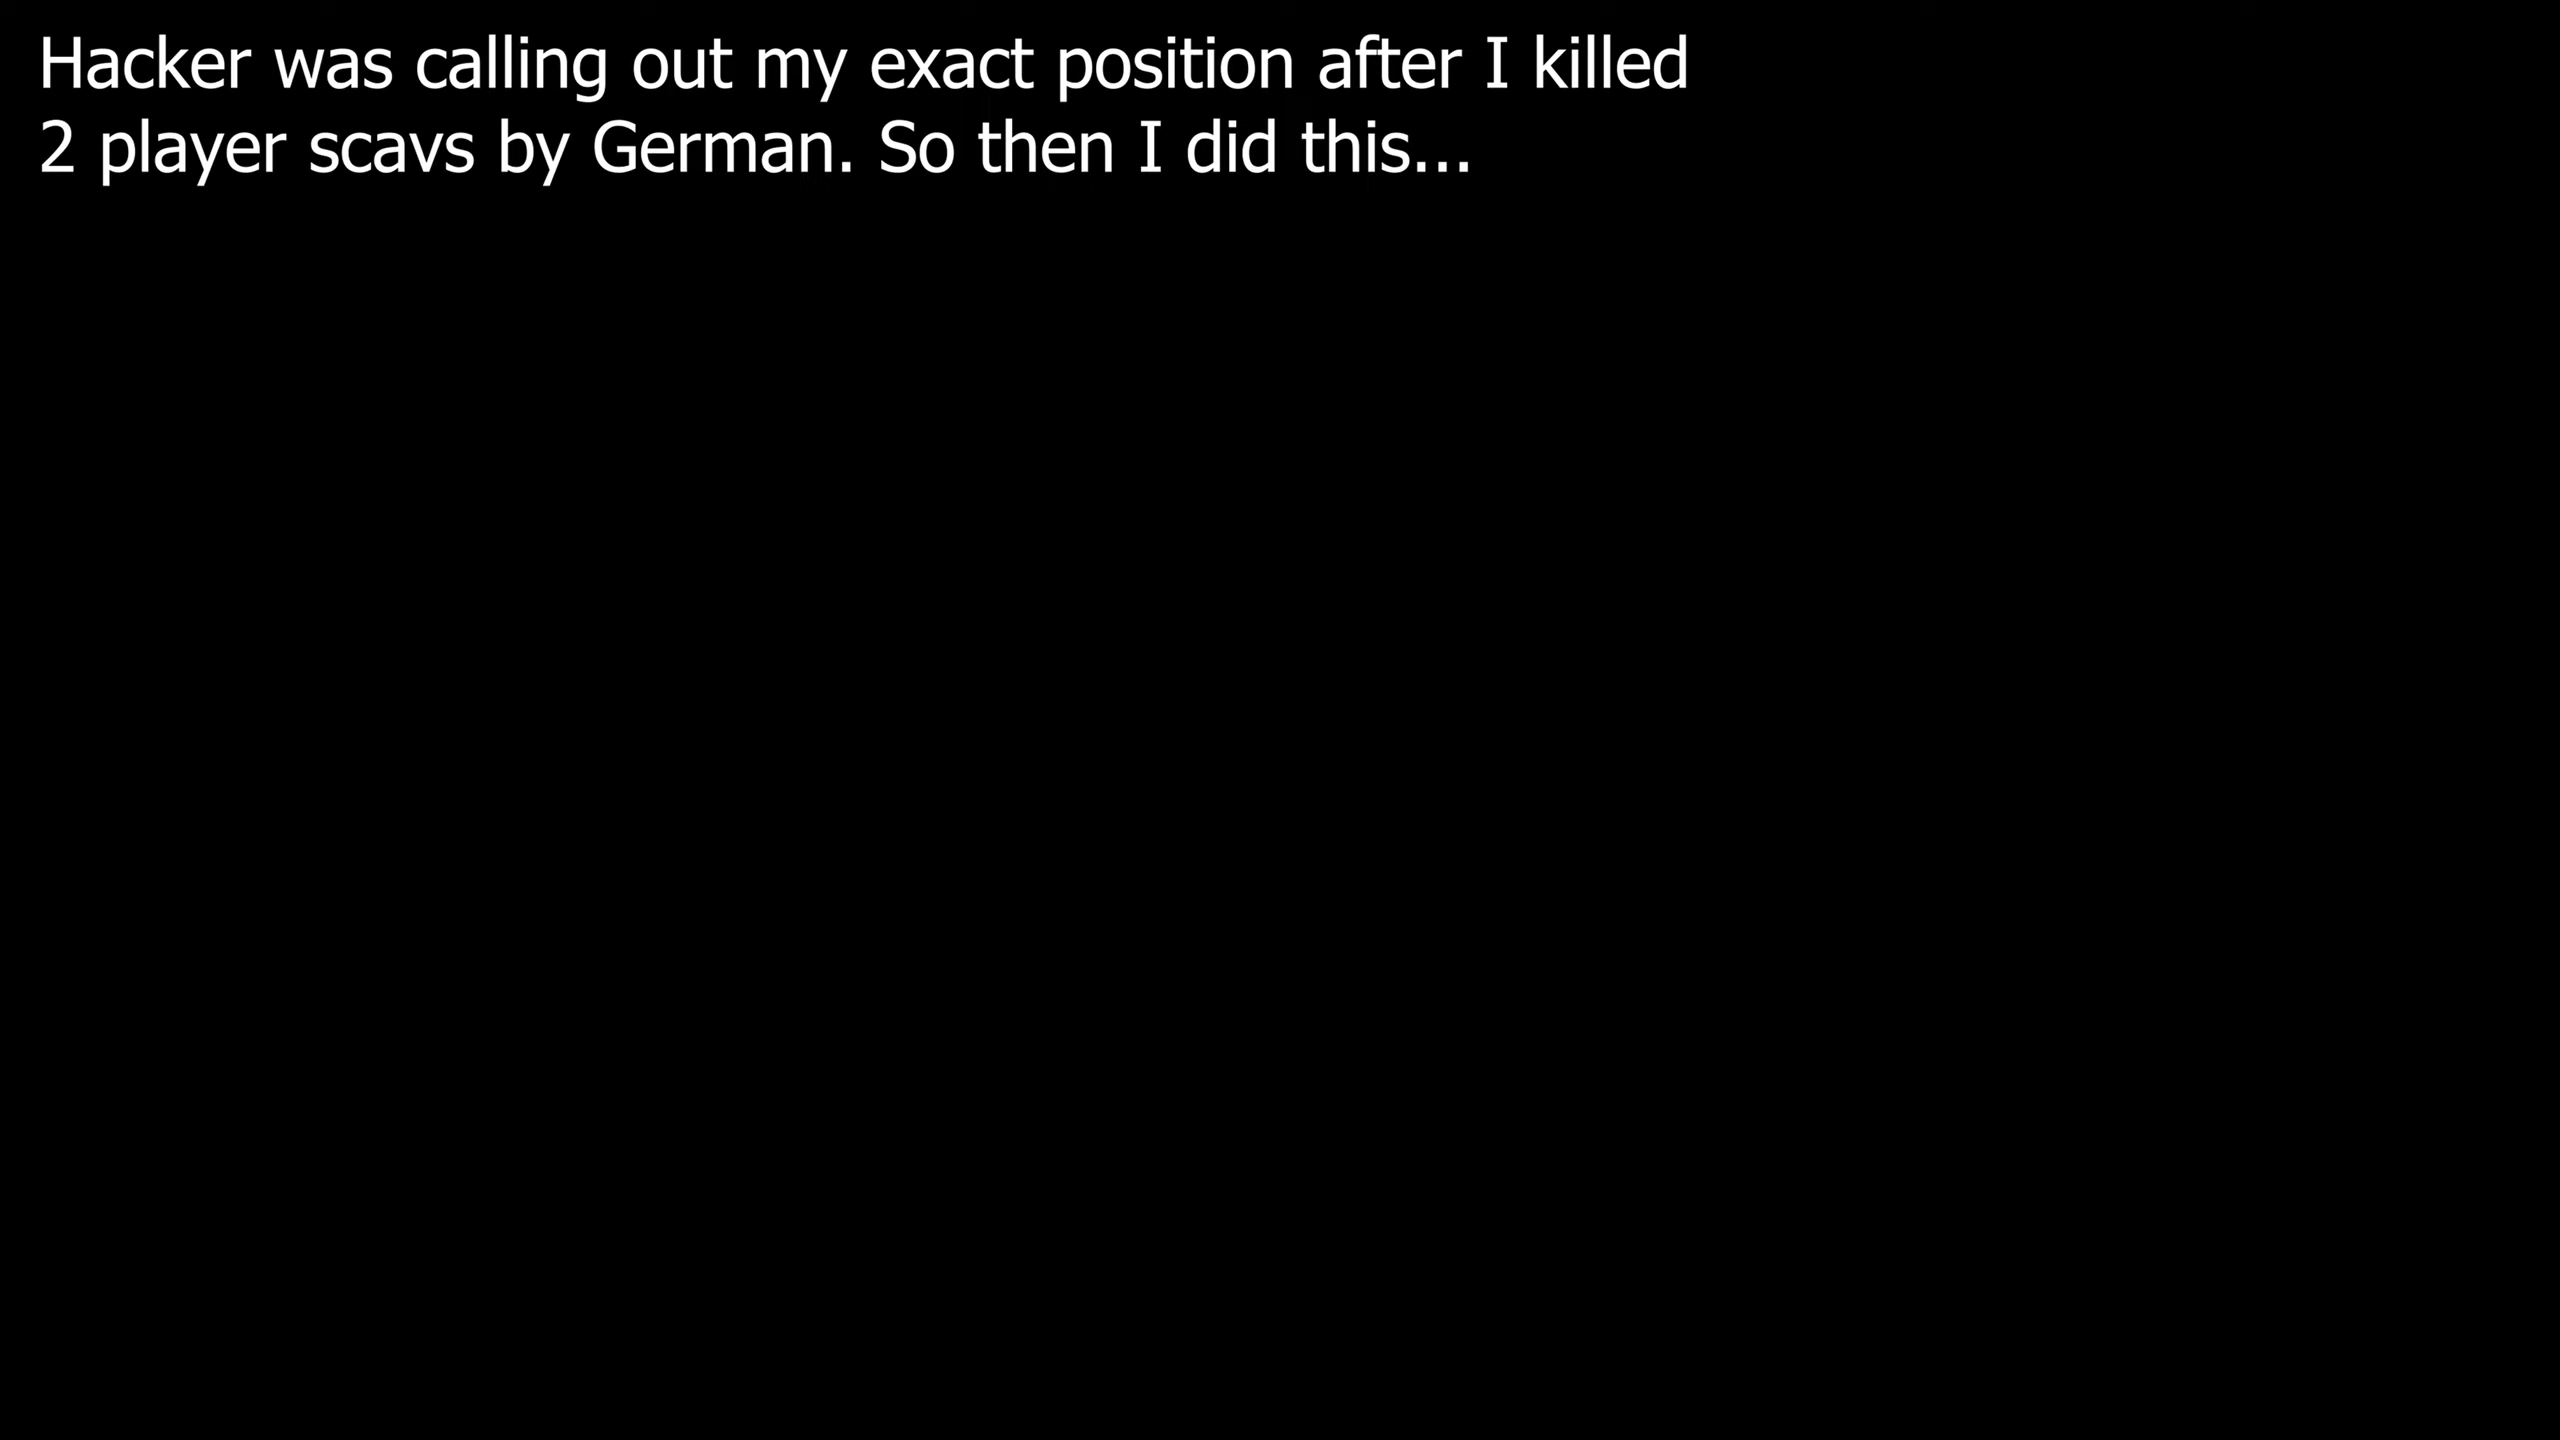 Hacker was calling out my exact position after I killed
2 player scavs by German. So then I did this...